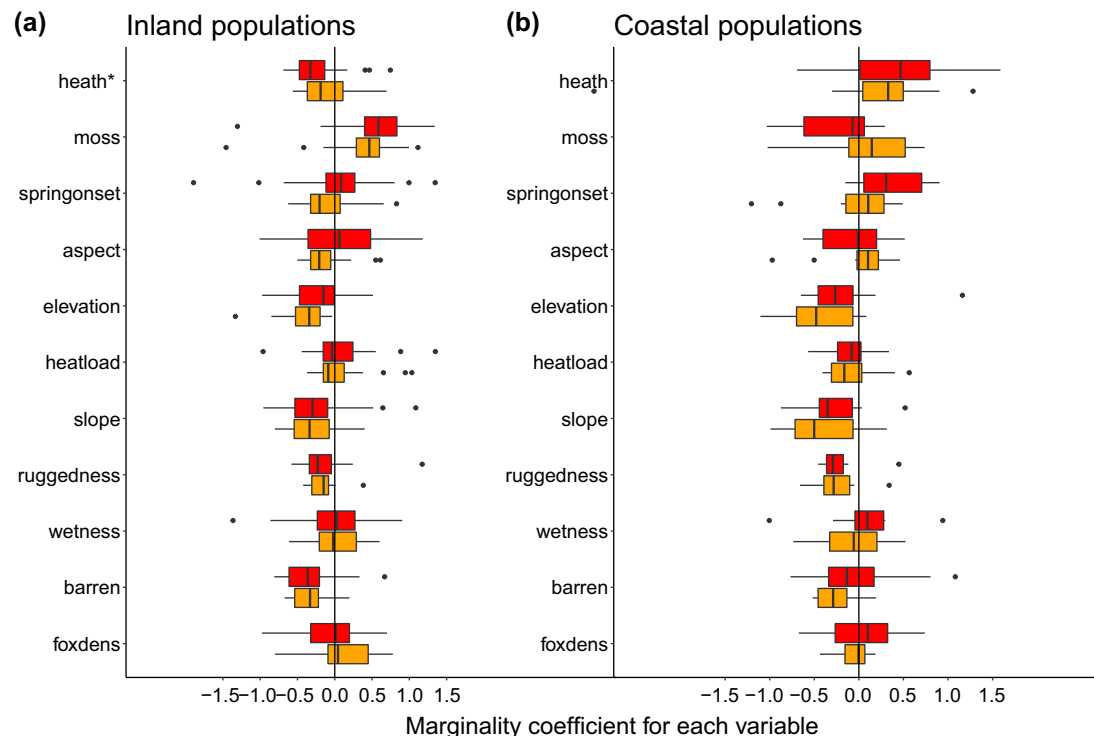 (a) Inland populations
(b) Coastal populations
heath*
moss
springonset
aspect
elevation
heatload
slope
ruggedness
wetness
barren
foxdens
−1.5 −1.0 −0.5 0.0 0.5 1.0 1.5
heath
moss
springonset
aspect
elevation
heatload
slope
ruggedness
wetness
barren
foxdens
−1.5 −1.0 −0.5 0.0 0.5 1.0 1.5
Marginality coefficient for each variable